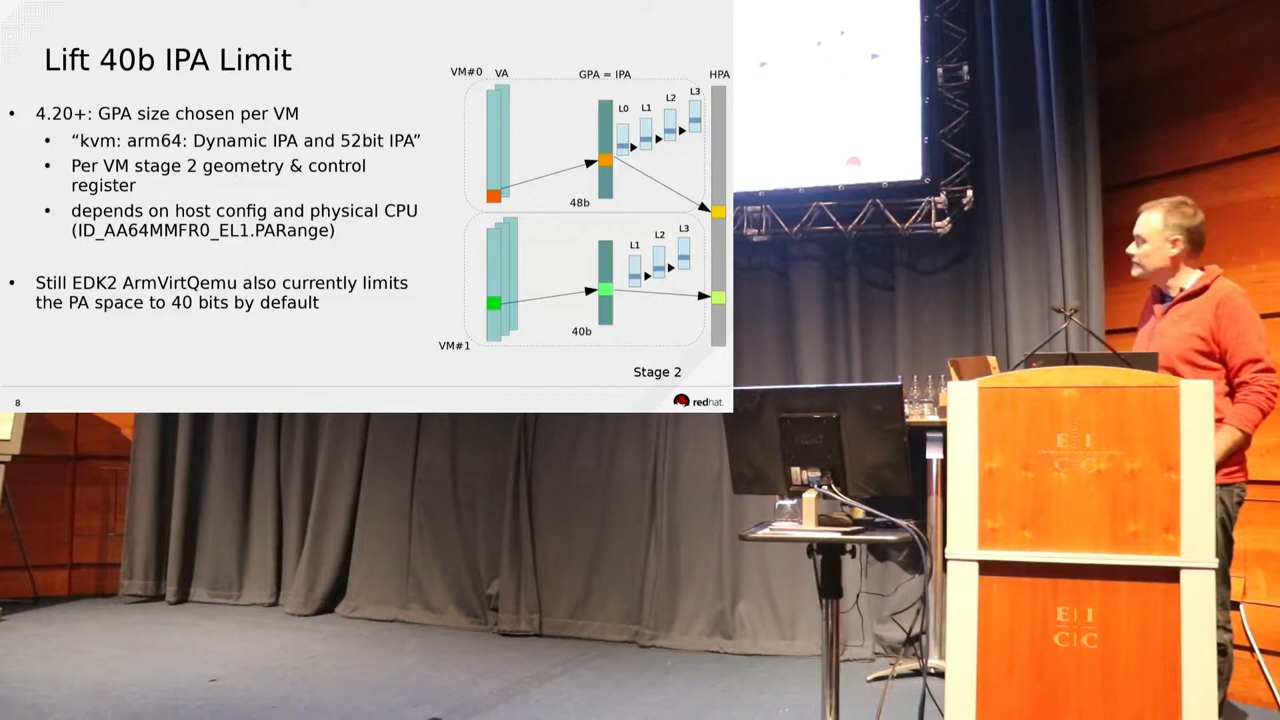 Lift 40b IPA Limit
• 4.20+: GPA size chosen per VM
• “kvm: arm64: Dynamic IPA and 52bit IPA”
• Per VM stage 2 geometry & control
register
• depends on host config and physical CPU
(ID_AA64MMFR0_EL1.PARange)
• Still EDK2 ArmVirtQemu also currently limits
the PA space to 40 bits by default
VM#0 VA GPA = IPA HPA
L0 L1 L2 L3
48b
L1 L2 L3
40b
VM#1
Stage 2
8
redhat.
E I
C C
E I
C C